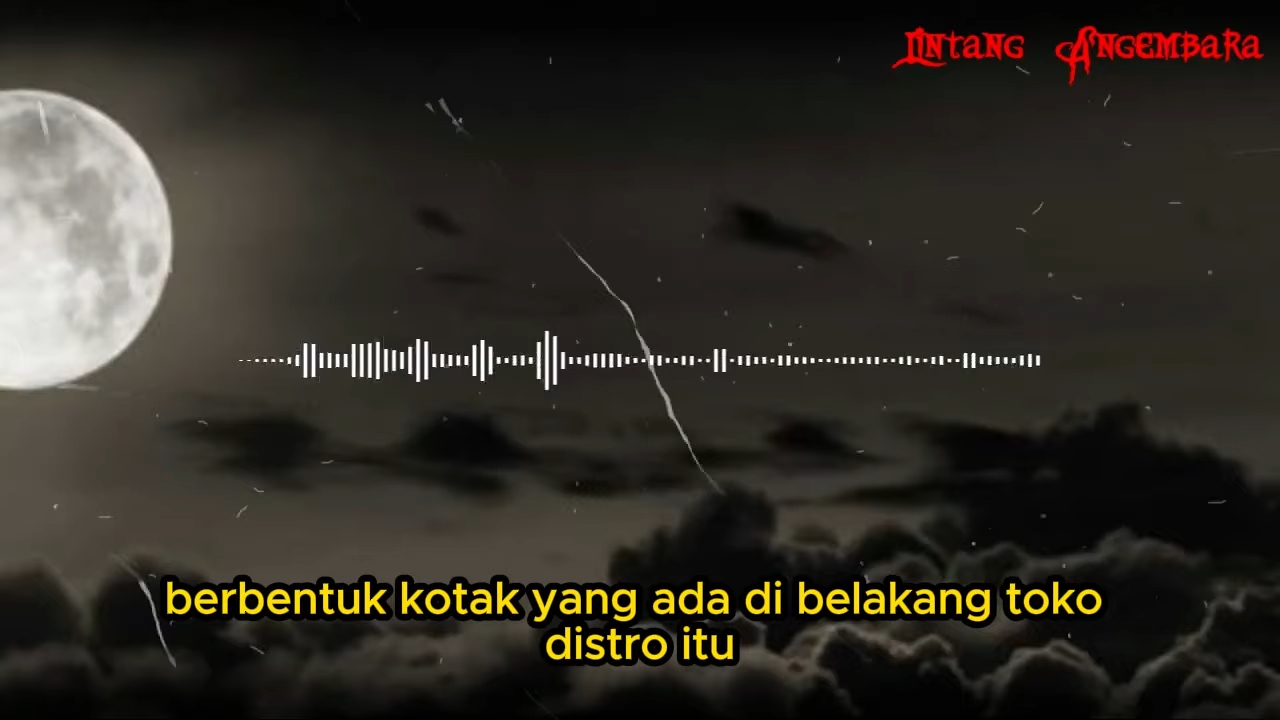 Lintang Angembara
berbentuk kotak yang ada di belakang toko
distro itu